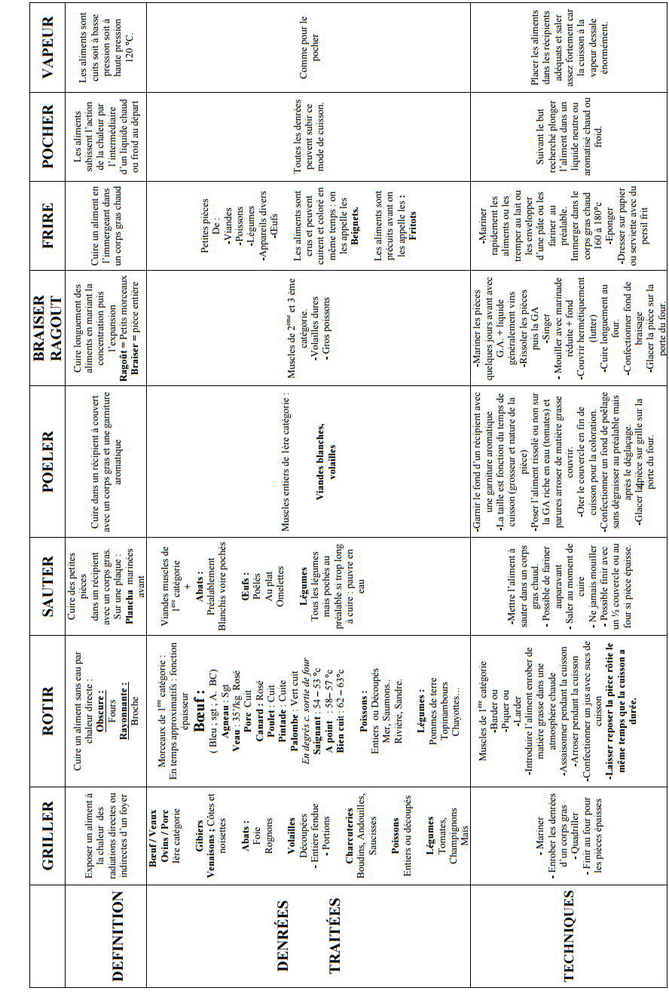 GRILLER
ROTIR
SAUTER
POELER
BRAISER
RAGOUT
FRIRE
POCHER
VAPEUR
DEFINITION
Exposer un aliment à
la chaleur des
radiations directes ou
indirectes d'un foyer
Cuire un aliment sans eau par
chaleur directe :
Obscure :
Fours
Rayonnante :
Broche
Cuire des petites
pièces
dans un récipient
avec un corps gras.
Sur une plaque :
Plancha marinées
avant
Cuire dans un récipient à couvert
avec un corps gras et une garniture
aromatique
Cuire longuement des
aliments en mariant la
concentration puis
l'expansion
Ragoût = Petits morceaux
Braiser = pièce entière
Cuire un aliment en
l'immergeant dans
un corps gras chaud
Les aliments
subissent l'action
de la chaleur par
l'intermédiaire
d'un liquide chaud
ou froid au départ
Les aliments sont
cuits soit à basse
pression soit à
haute pression
120 °C.
DENRÉES
TRAITÉES
Bœuf / Veaux
Ovins / Porc
1ère catégorie
Gibiers
Venaisons : Côtes et
noisettes
Abats :
Foie
Rognons
Volailles
Découpées
- Entière fendue
- Portions
Charcuteries
Boudins, Andouilles,
Saucisses
Poissons
Entiers ou découpés
Légumes
Tomates,
Champignons
Maïs
Morceaux de 1ère catégorie :
En temps approximatifs : fonction
épaisseur
Bœuf :
( Bleu ; sgt ; A. BC)
Agneau : Sgt
Veau : 35'/kg Rosé
Porc Cuit
Canard : Rosé
Poulet : Cuit
Pintade : Cuite
Palombe : Vert cuit
En degrés c. sortie de four
Saignant : 54 – 53 °c
A point : 58– 57 °c
Bien cuit : 62 – 63°c
Poissons :
Entiers ou Découpés
Mer, Saumons..
Rivière, Sandre.
Légumes :
Pommes de terre
Topinambours
Chayottes…
Viandes muscles de
1ère catégorie
+
Abats :
Préalablement
Blanchis voire pochés
Œufs :
Poêlés
Au plat
Omelettes
Légumes
Tous les légumes
mais pochés au
préalable si trop long
à cuire : pauvre en
eau
Muscles entiers de 1ère catégorie :
Viandes blanches,
volailles
Muscles de 2ème et 3 ème
catégorie.
-Volailles dures
- Gros poissons
Petites pièces
De :
-Viandes
-Poissons
-Légumes
-Appareils divers
-Œufs
Les aliments sont
crus et peuvent
cuirent et coloré en
même temps : on
les appelle les
Beignets.
Les aliments sont
précuits avant on
les appelle les :
Fritots
Toutes les denrées
peuvent subir ce
mode de cuisson.
Comme pour le
pocher
TECHNIQUES
- Mariner
- Enrober les denrées
d'un corps gras
- Quadriller
- Finir au four pour
les pièces épaisses
Muscles de 1ère catégorie
-Barder ou
-Piquer ou
-Larder
-Introduire l'aliment enrober de
matière grasse dans une
atmosphère chaude
-Assaisonner pendant la cuisson
-Arroser pendant la cuisson
-Confectionner un jus avec sucs de
cuisson
-Laisser reposer la pièce rôtie le
même temps que la cuisson a
durée.
-Mettre l'aliment à
sauter dans un corps
gras chaud.
- Possible de fariner
auparavant
- Saler au moment de
cuire
- Ne jamais mouiller
- Possible finir avec
un ½ couvercle ou au
four si pièce épaisse.
-Garnir le fond d'un récipient avec
une garniture aromatique
-La taille est fonction du temps de
cuisson (grosseur et nature de la
pièce)
-Poser l'aliment rissolé ou non sur
la GA riche en eau (tomates) et
parures arroser de matière grasse
couvrir.
-Oter le couvercle en fin de
cuisson pour la coloration.
-Confectionner un fond de poêlage
sans dégraisser au préalable mais
après le déglaçage.
-Glacer la pièce sur grille sur la
porte du four.
-Mariner les pièces
quelques jours avant avec
G.A. + liquide
généralement vins
-Rissoler les pièces
puis la GA
-Singer
- Mouiller avec marinade
réduite + fond
-Couvrir hermétiquement
(lutter)
-Cuire longuement au
four.
-Confectionner fond de
braisage
-Glacer la pièce sur la
porte du four.
-Mariner
rapidement les
aliments ou les
tremper au lait ou
les envelopper
d'une pâte ou les
fariner au
préalable.
Immerger dans le
corps gras chaud
160 à 180°c
-Eponger
-Dresser sur papier
ou serviette avec du
persil frit
Suivant le but
recherché plonger
l'aliment dans un
liquide neutre ou
aromatisé chaud ou
froid.
Placer les aliments
dans les récipients
adéquats et saler
assez fortement car
la cuisson à la
vapeur dessale
énormément.